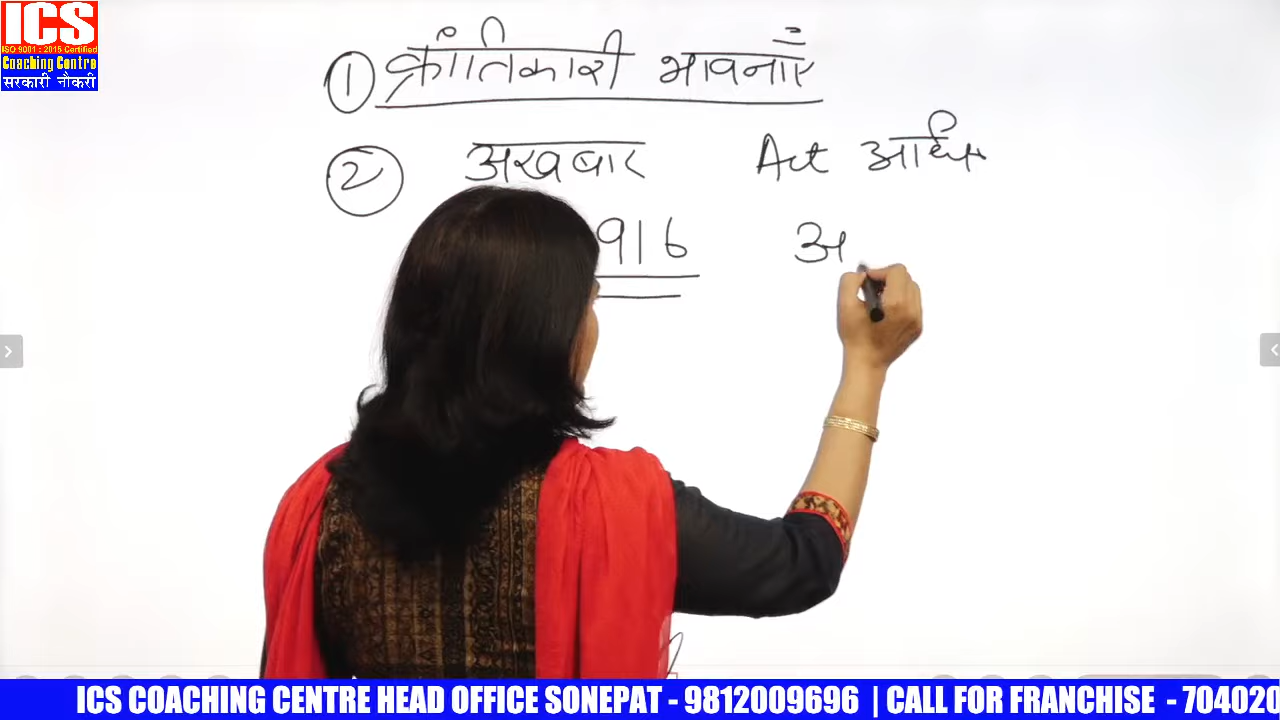 ICS
ISO 9001 : 2015 Certified
Coaching Centre
सरकारी नौकरी
1 क्रांतिकारी भावनाएँ
2 अखबार Act आर्थिक
916 अ
ICS COACHING CENTRE HEAD OFFICE SONEPAT - 9812009696 | CALL FOR FRANCHISE - 704020